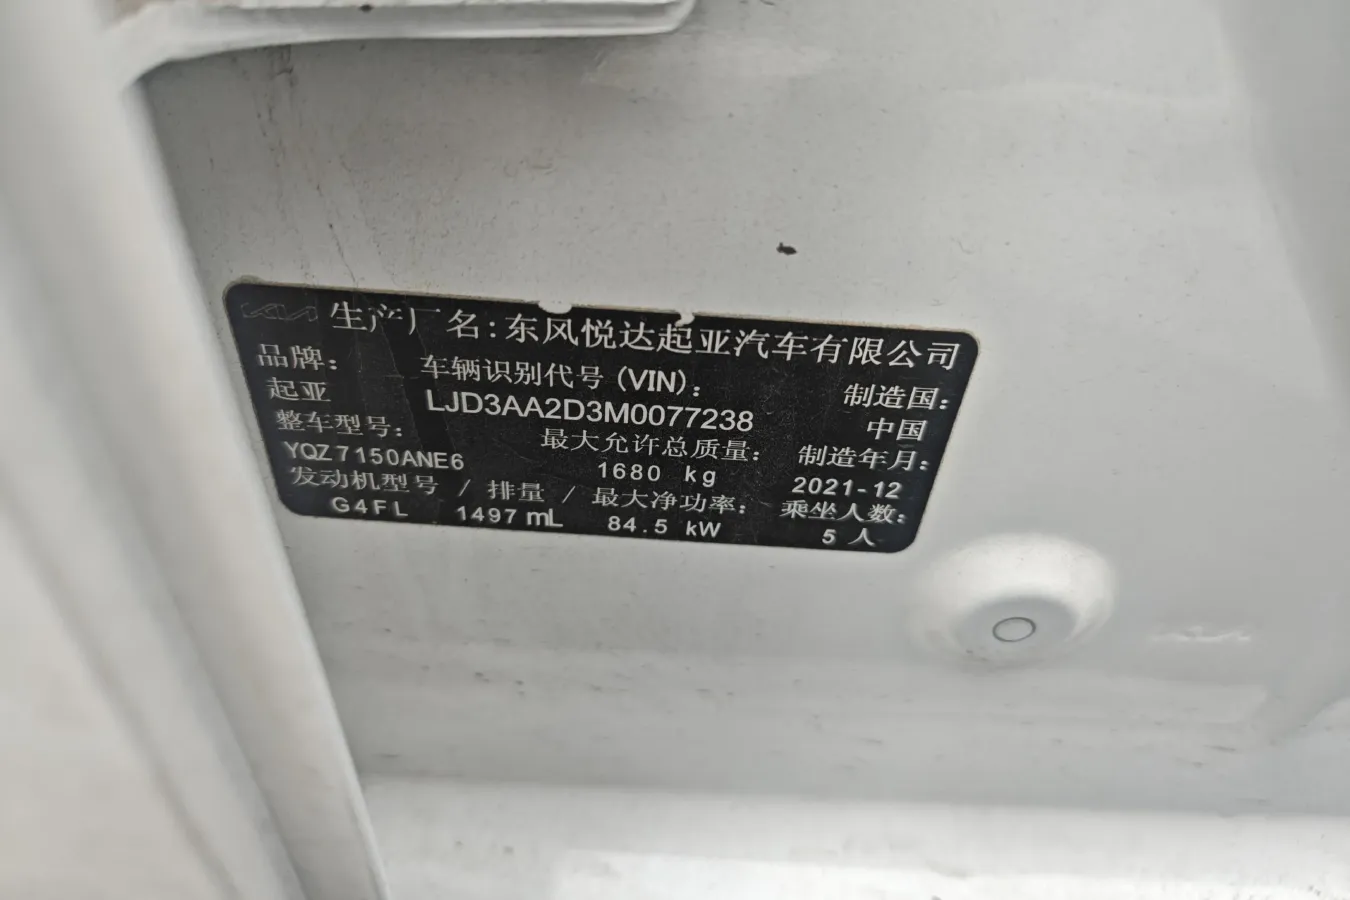 KIA 生产厂名:东风悦达起亚汽车有限公司
品牌: 车辆识别代号(VIN): 制造国:
起亚 LJD3AA2D3M0077238 中国
整车型号: 最大允许总质量: 制造年月:
YQZ7150ANE6 1680 kg 2021-12
发动机型号 / 排量 / 最大净功率: 乘坐人数:
G4FL 1497 mL 84.5 kW 5 人